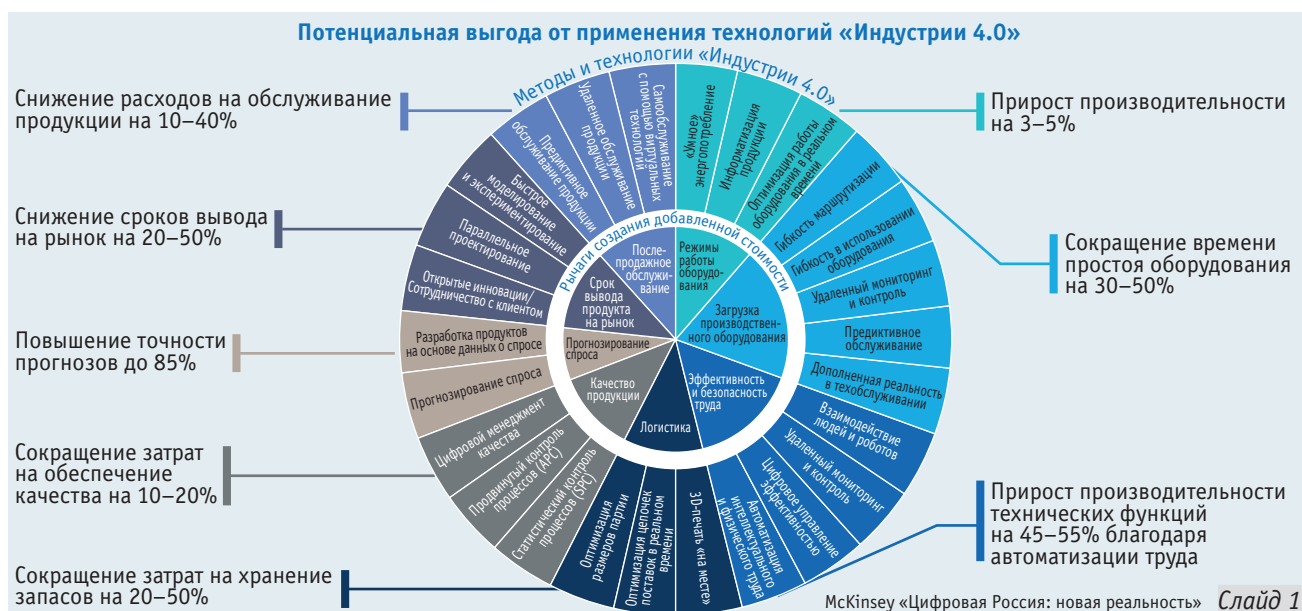 Потенциальная выгода от применения технологий «Индустрии 4.0»
Методы и технологии «Индустрии 4.0»
Снижение расходов на обслуживание
продукции на 10–40%
Снижение сроков вывода
на рынок на 20–50%
Повышение точности
прогнозов до 85%
Сокращение затрат
на обеспечение
качества на 10–20%
Сокращение затрат на хранение
запасов на 20–50%
Прирост производительности
на 3–5%
Сокращение времени
простоя оборудования
на 30–50%
Прирост производительности
технических функций
на 45–55% благодаря
автоматизации труда
«Умное»
энергопотребление
Информатизация
продукции
Оптимизация работы
оборудования в реальном
времени
Гибкость маршрутизации
Гибкость в использовании
оборудования
Удаленный мониторинг
и контроль
Предиктивное
обслуживание
Дополненная реальность
в техобслуживании
Взаимодействие
людей и роботов
Удаленный мониторинг
и контроль
Цифровое управление
эффективностью
Автоматизация
интеллектуального
и физического труда
3D-печать «на месте»
Оптимизация цепочек
поставок в реальном
времени
Оптимизация
размеров партии
Статистический контроль
процессов (SPC)
Продвинутый контроль
процессов (APC)
Цифровой менеджмент
качества
Прогнозирование спроса
Разработка продуктов
на основе данных о спросе
Открытые инновации/
Сотрудничество с клиентом
Параллельное
проектирование
Быстрое
моделирование
и экспериментирование
Предиктивное
обслуживание продукции
Удаленное обслуживание
продукции
Самообслуживание
с помощью виртуальных
технологий
Рычаги создания добавленной стоимости
После-
продажное
обслужи-
вание
Режимы
работы
оборудо-
вания
Загрузка
производствен-
ного оборудования
Эффективность
и безопасность
труда
Логистика
Качество
продукции
Прогнозирование
спроса
Срок
вывода
продукта
на рынок
McKinsey «Цифровая Россия: новая реальность»
Слайд 1